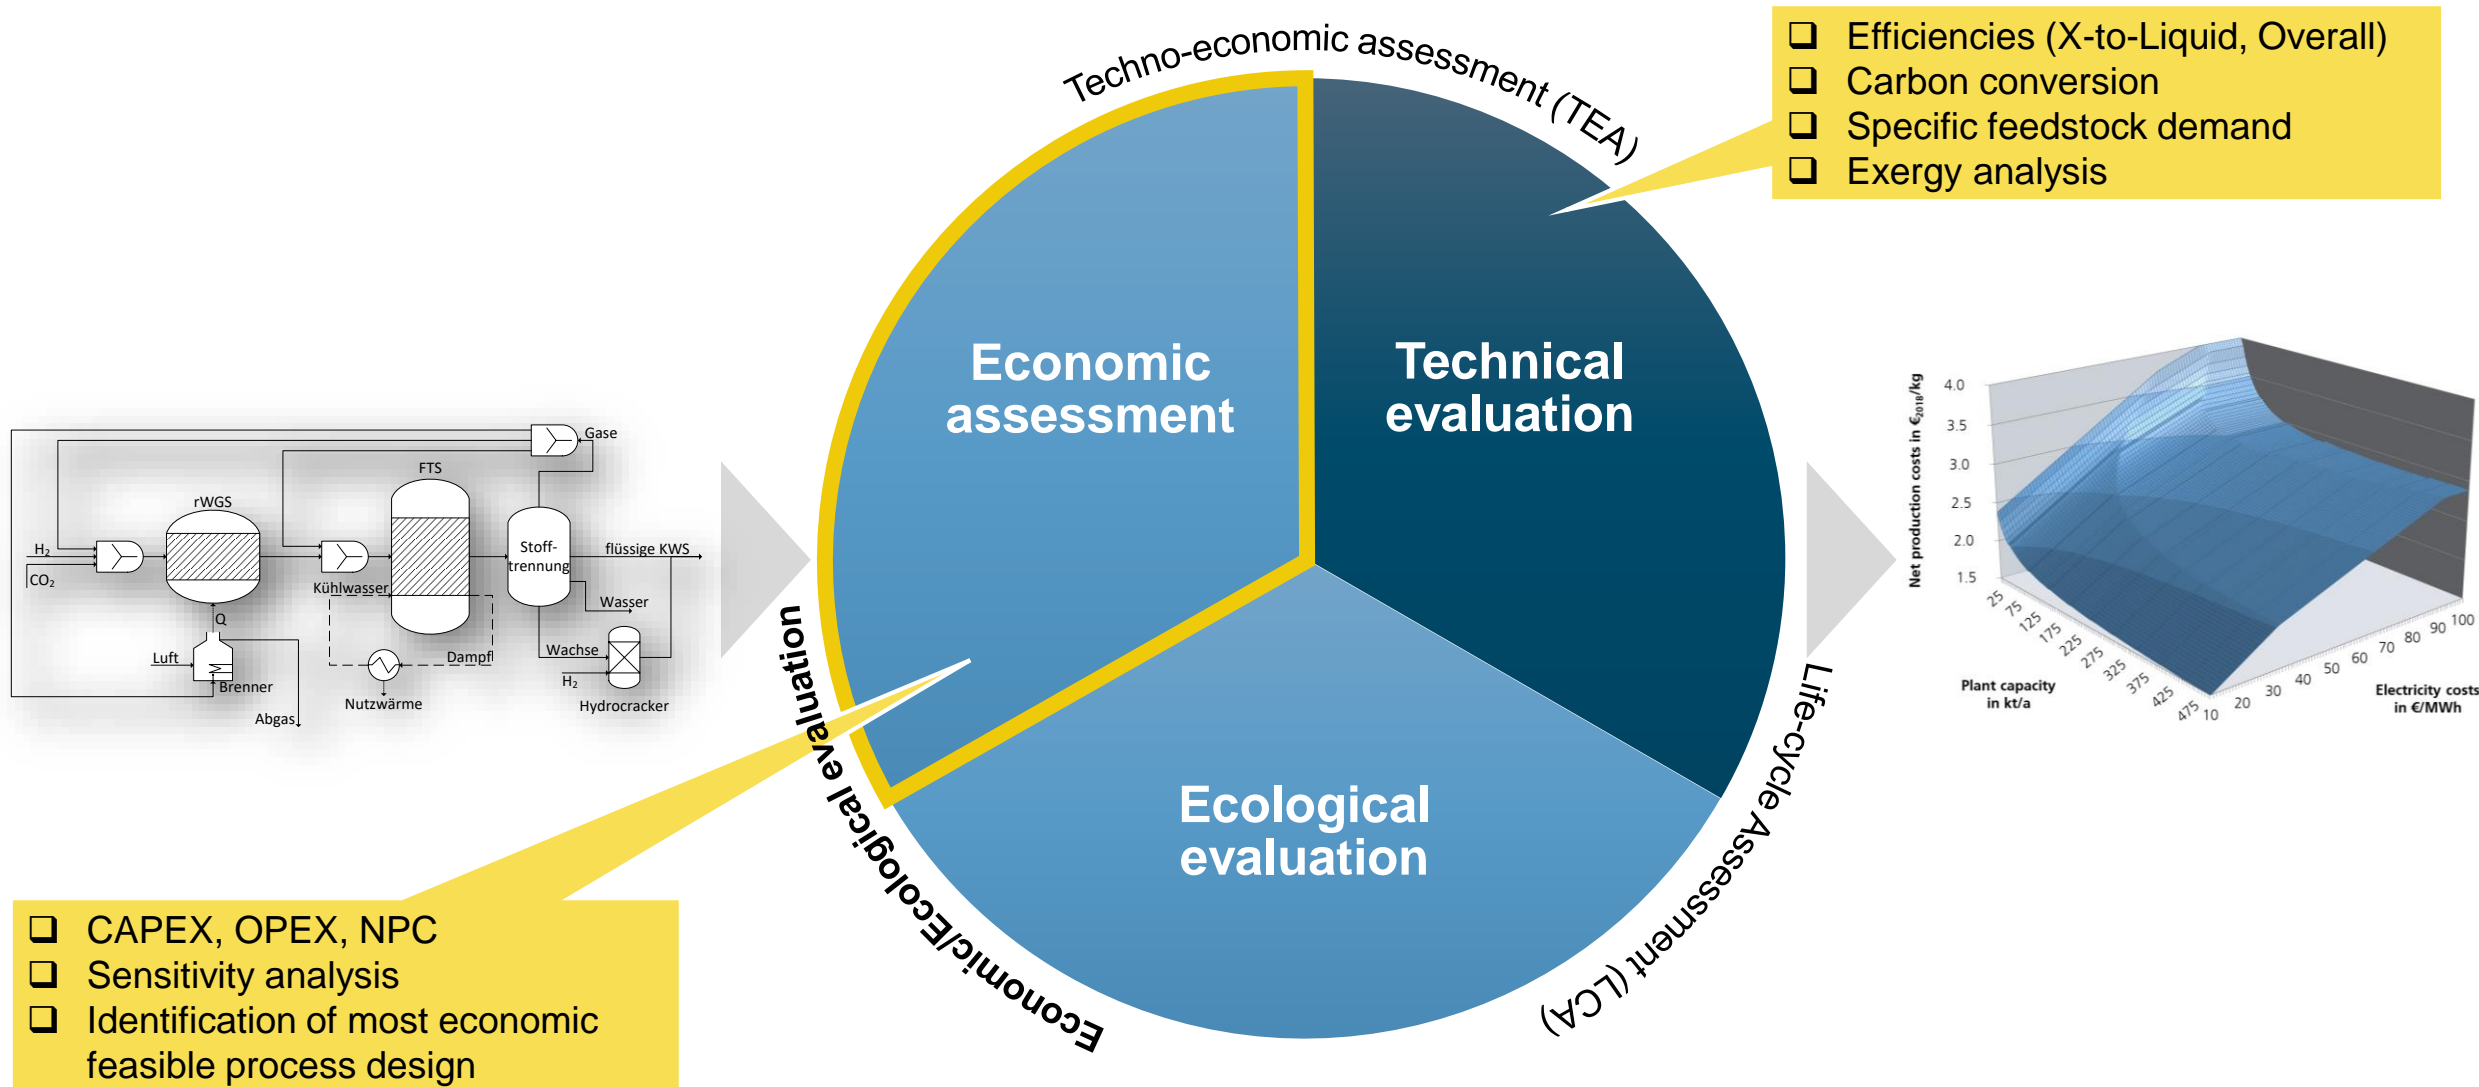 Techno-economic assessment (TEA)
❑ Efficiencies (X-to-Liquid, Overall)
❑ Carbon conversion
❑ Specific feedstock demand
❑ Exergy analysis
Economic
assessment
Technical
evaluation
Ecological
evaluation
Economic/Ecological evaluation
Life-cycle Assessment (LCA)
Gase
FTS
rWGS
H₂
CO₂
Stoff-
trennung
flüssige KWS
Kühlwasser
Wasser
Q
Luft
Brenner
Dampf
Wachse
H₂
Nutzwärme
Abgas
Hydrocracker
❑ CAPEX, OPEX, NPC
❑ Sensitivity analysis
❑ Identification of most economic
feasible process design
Net production costs in €₂₀₁₈/kg
4.0
3.5
3.0
2.5
2.0
1.5
25
75
125
175
225
275
325
375
425
475
Plant capacity
in kt/a
10
20
30
40
50
60
70
80
90
100
Electricity costs
in €/MWh